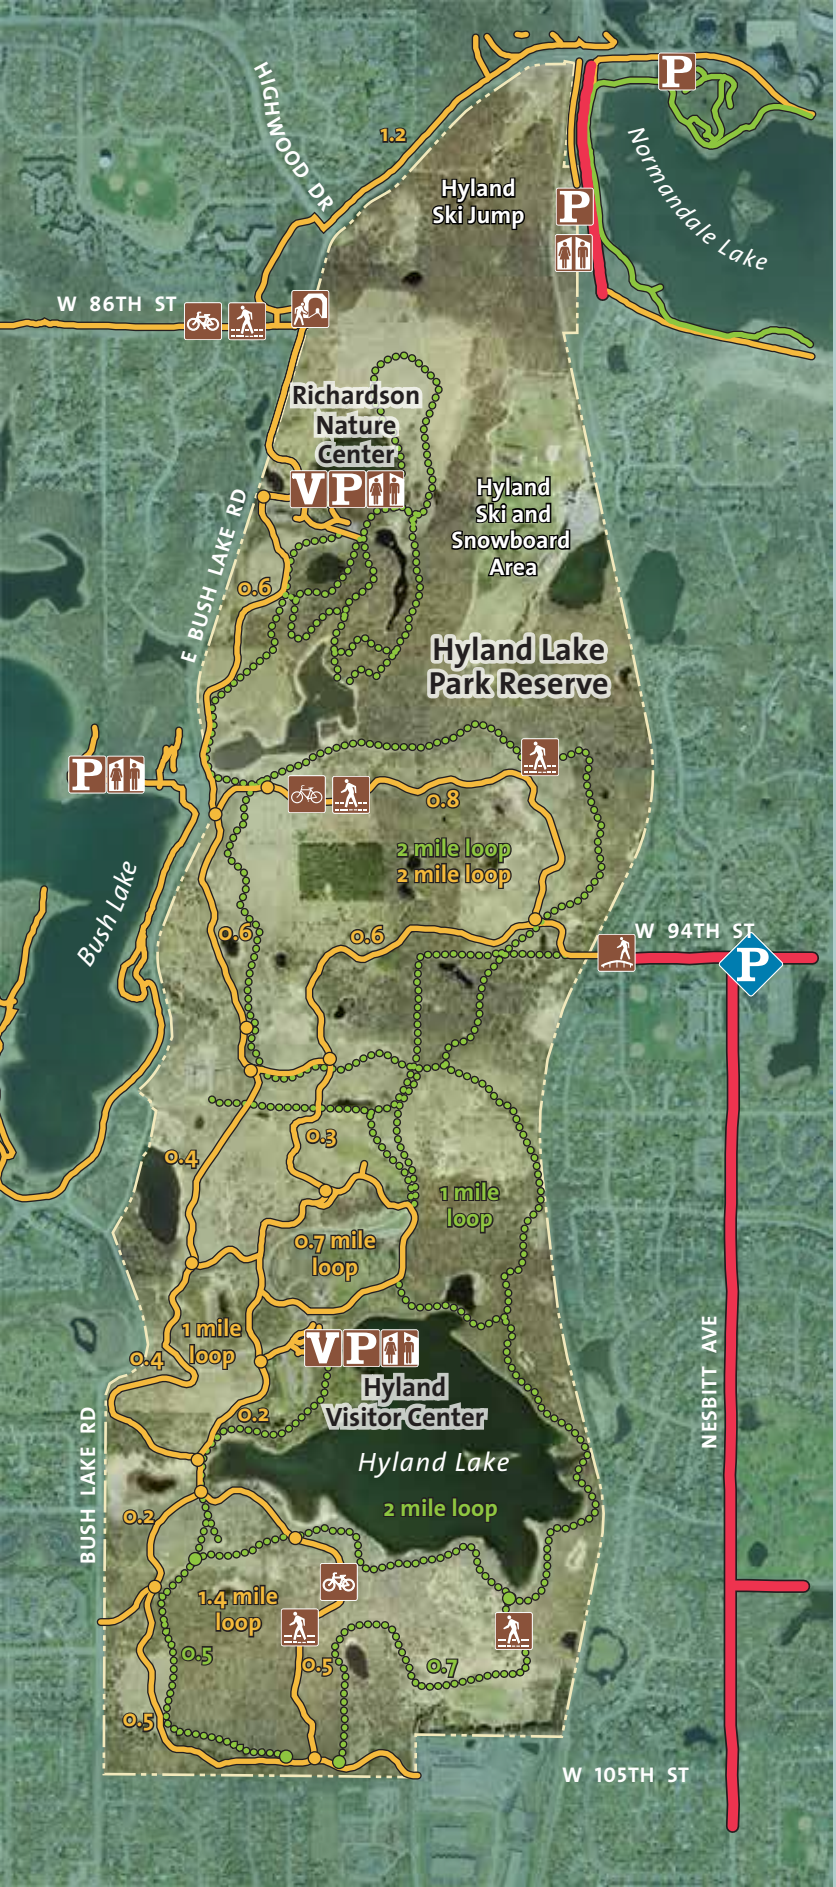 HIGHWOOD DR
1.2
P
Normandale Lake
Hyland
Ski Jump
P
W 86TH ST
Richardson
Nature
Center
V P
E BUSH LAKE RD
Hyland
Ski and
Snowboard
Area
0.6
Hyland Lake
Park Reserve
P
0.8
2 mile loop
2 mile loop
Bush Lake
0.6
0.6
W 94TH ST
P
0.3
0.4
1 mile
loop
0.7 mile
loop
1 mile
loop
0.4
V P
NESBITT AVE
Hyland
Visitor Center
0.2
BUSH LAKE RD
Hyland Lake
2 mile loop
0.2
1.4 mile
loop
0.5
0.5
0.7
0.5
W 105TH ST